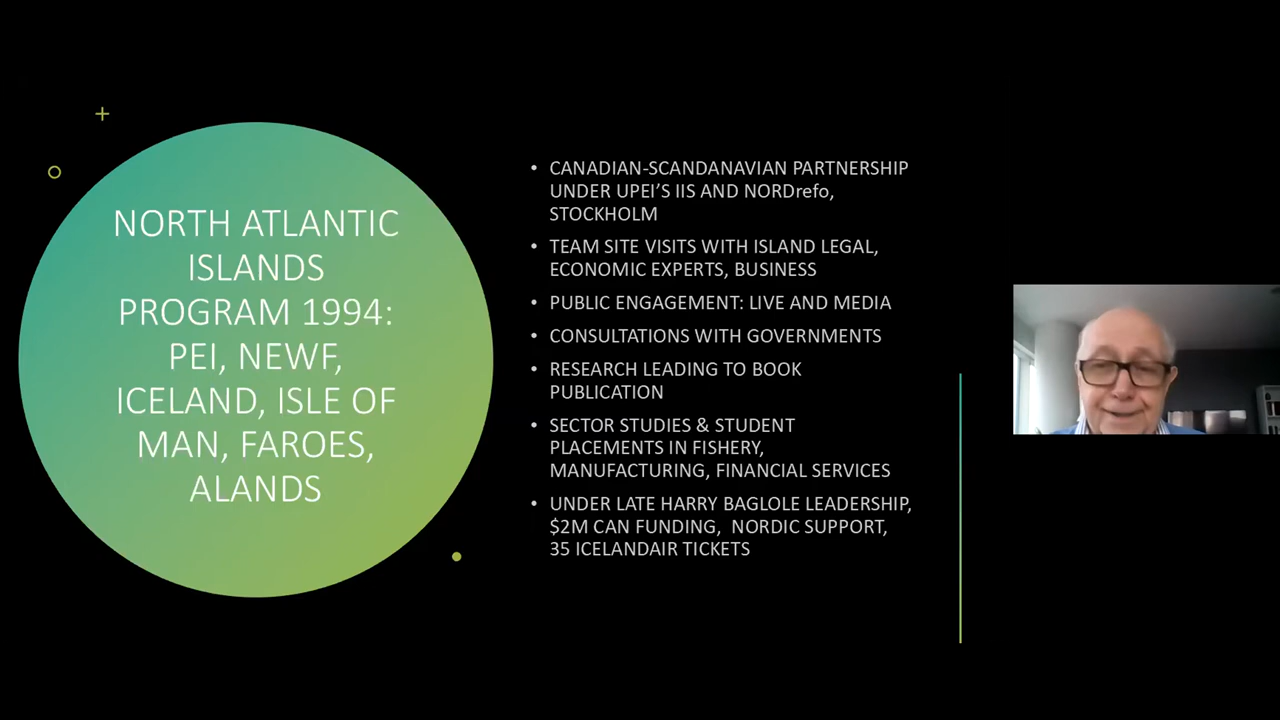 NORTH ATLANTIC
ISLANDS
PROGRAM 1994:
PEI, NEWF,
ICELAND, ISLE OF
MAN, FAROES,
ALANDS
• CANADIAN-SCANDANAVIAN PARTNERSHIP
UNDER UPEI’S IIS AND NORDrefo,
STOCKHOLM
• TEAM SITE VISITS WITH ISLAND LEGAL,
ECONOMIC EXPERTS, BUSINESS
• PUBLIC ENGAGEMENT: LIVE AND MEDIA
• CONSULTATIONS WITH GOVERNMENTS
• RESEARCH LEADING TO BOOK
PUBLICATION
• SECTOR STUDIES & STUDENT
PLACEMENTS IN FISHERY,
MANUFACTURING, FINANCIAL SERVICES
• UNDER LATE HARRY BAGLOLE LEADERSHIP,
$2M CAN FUNDING, NORDIC SUPPORT,
35 ICELANDAIR TICKETS